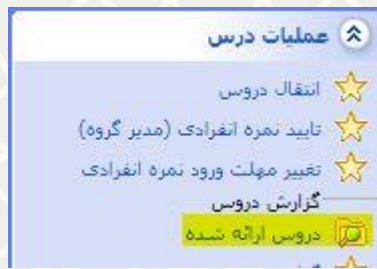 عملیات درس
انتقال دروس
تایید نمره انفرادی (مدیر گروه)
تغییر مهلت ورود نمره انفرادی
گزارش دروس
دروس ارائه شده